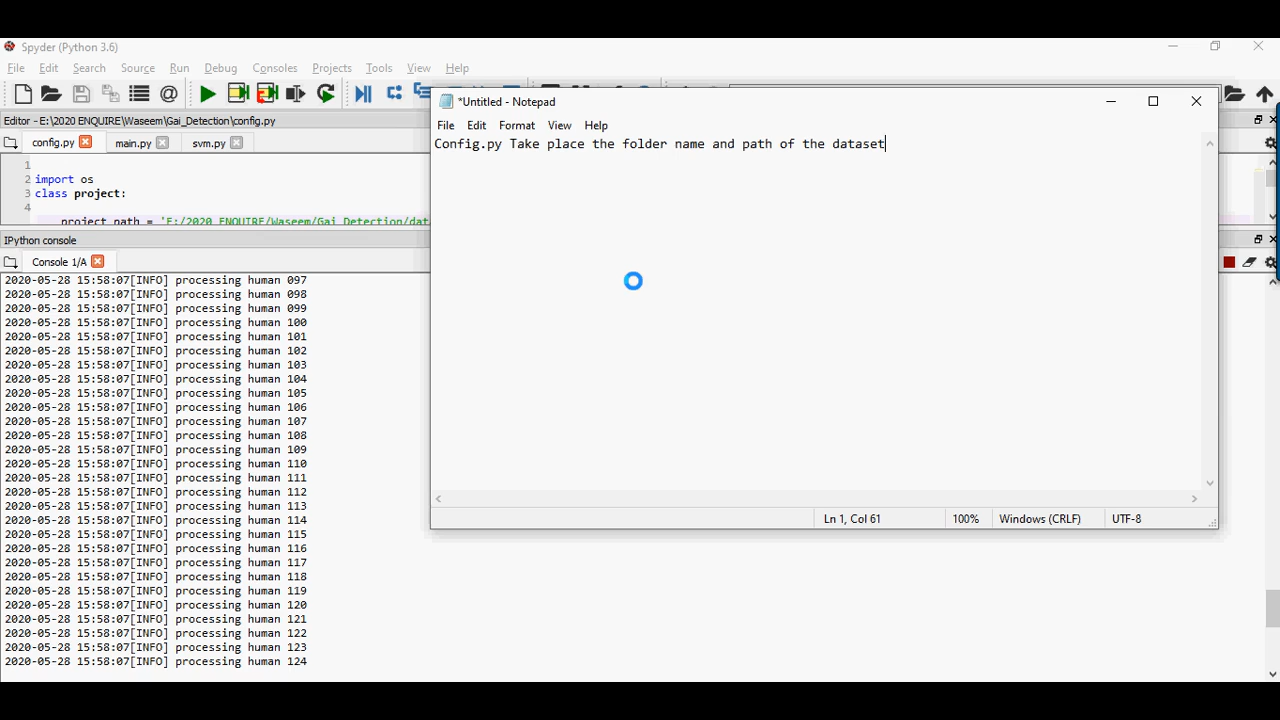 Spyder (Python 3.6)
File Edit Search Source Run Debug Consoles Projects Tools View Help
Editor - E:\2020 ENQUIRE\Waseem\Gai_Detection\config.py
config.py main.py svm.py
1
2 import os
3 class project:
4
project_path = 'E:/2020 ENQUIRE/Waseem/Gai_Detection/dat
IPython console
Console 1/A
2020-05-28 15:58:07[INFO] processing human 097
2020-05-28 15:58:07[INFO] processing human 098
2020-05-28 15:58:07[INFO] processing human 099
2020-05-28 15:58:07[INFO] processing human 100
2020-05-28 15:58:07[INFO] processing human 101
2020-05-28 15:58:07[INFO] processing human 102
2020-05-28 15:58:07[INFO] processing human 103
2020-05-28 15:58:07[INFO] processing human 104
2020-05-28 15:58:07[INFO] processing human 105
2020-05-28 15:58:07[INFO] processing human 106
2020-05-28 15:58:07[INFO] processing human 107
2020-05-28 15:58:07[INFO] processing human 108
2020-05-28 15:58:07[INFO] processing human 109
2020-05-28 15:58:07[INFO] processing human 110
2020-05-28 15:58:07[INFO] processing human 111
2020-05-28 15:58:07[INFO] processing human 112
2020-05-28 15:58:07[INFO] processing human 113
2020-05-28 15:58:07[INFO] processing human 114
2020-05-28 15:58:07[INFO] processing human 115
2020-05-28 15:58:07[INFO] processing human 116
2020-05-28 15:58:07[INFO] processing human 117
2020-05-28 15:58:07[INFO] processing human 118
2020-05-28 15:58:07[INFO] processing human 119
2020-05-28 15:58:07[INFO] processing human 120
2020-05-28 15:58:07[INFO] processing human 121
2020-05-28 15:58:07[INFO] processing human 122
2020-05-28 15:58:07[INFO] processing human 123
2020-05-28 15:58:07[INFO] processing human 124
*Untitled - Notepad
File Edit Format View Help
Config.py Take place the folder name and path of the dataset
Ln 1, Col 61 100% Windows (CRLF) UTF-8